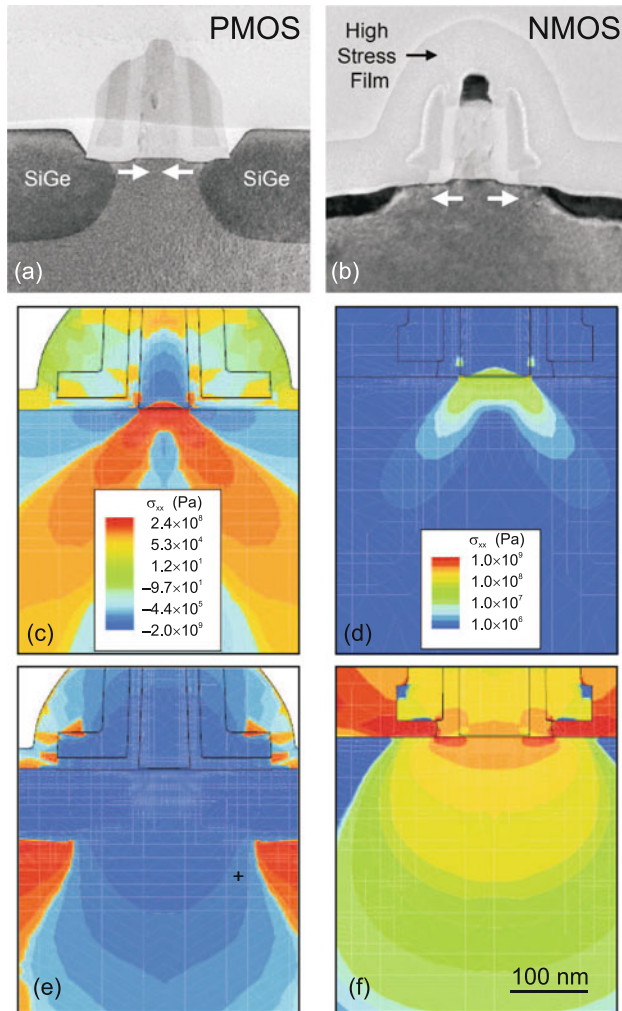 PMOS
NMOS
High
Stress
Film
SiGe
SiGe
(a)
(b)
σxx (Pa)
2.4×10⁸
5.3×10⁴
1.2×10¹
–9.7×10¹
–4.4×10⁵
–2.0×10⁹
(c)
σxx (Pa)
1.0×10⁹
1.0×10⁸
1.0×10⁷
1.0×10⁶
(d)
(e)
+
(f)
100 nm